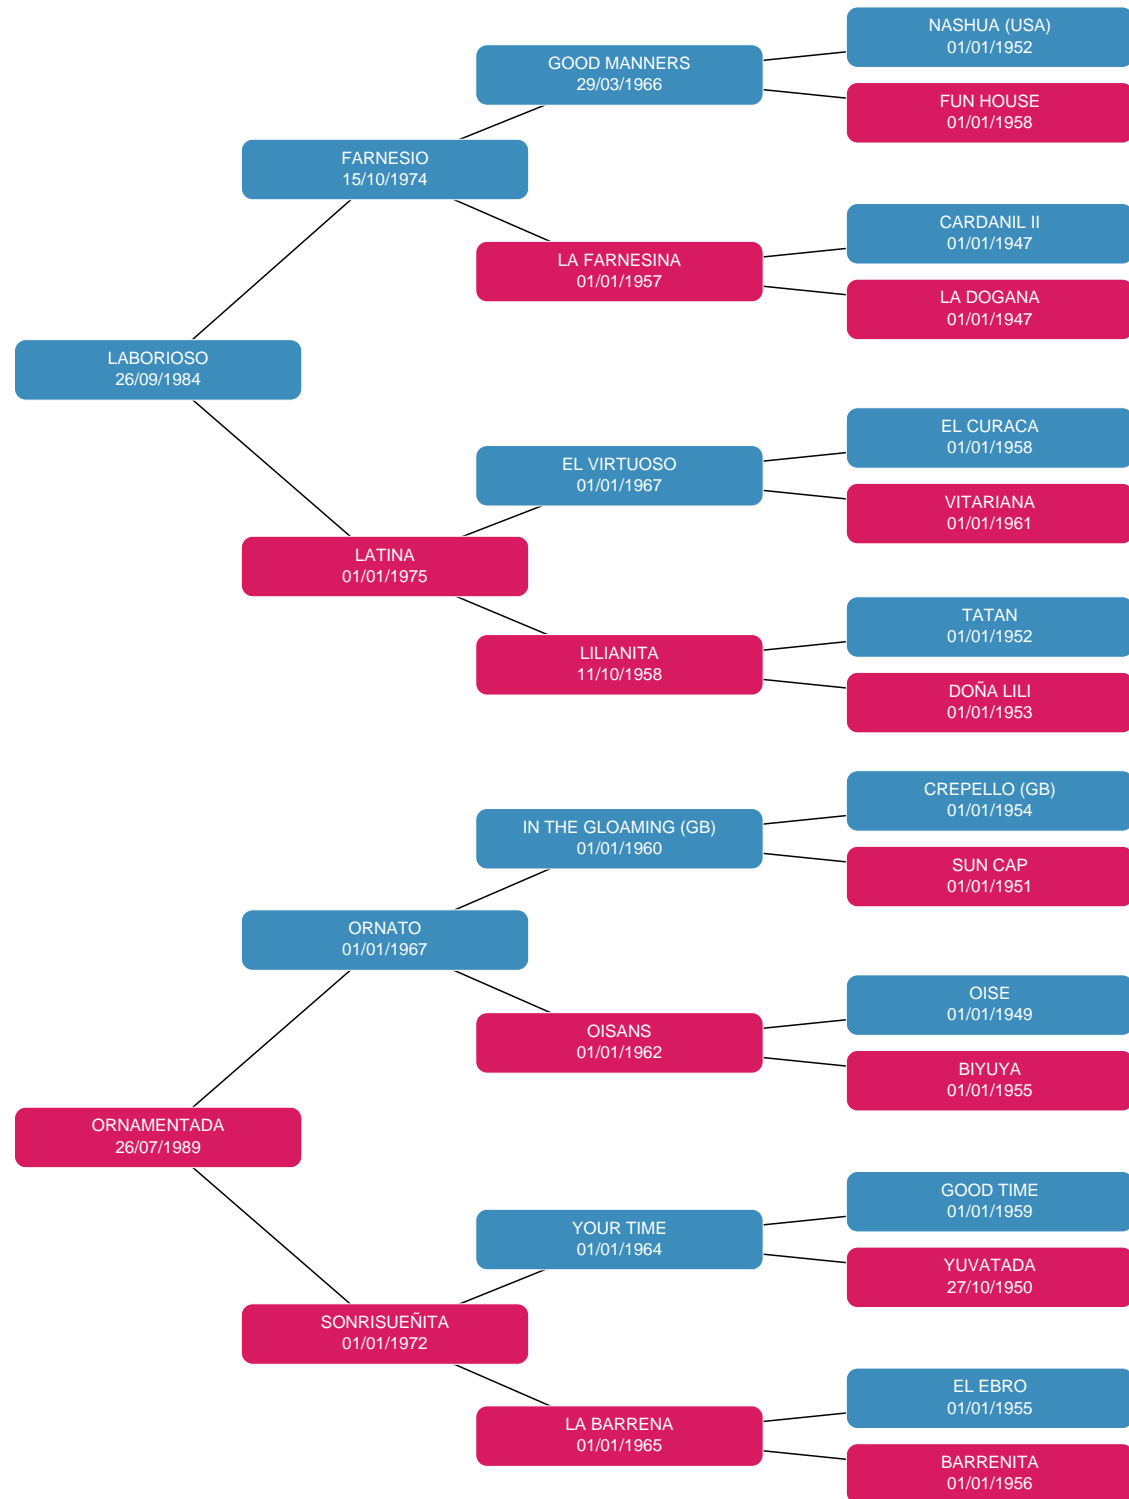 NASHUA (USA)
01/01/1952
GOOD MANNERS
29/03/1966
FUN HOUSE
01/01/1958
FARNESIO
15/10/1974
CARDANIL II
01/01/1947
LA FARNESINA
01/01/1957
LA DOGANA
01/01/1947
LABORIOSO
26/09/1984
EL CURACA
01/01/1958
EL VIRTUOSO
01/01/1967
VITARIANA
01/01/1961
LATINA
01/01/1975
TATAN
01/01/1952
LILIANITA
11/10/1958
DOÑA LILI
01/01/1953
CREPELLO (GB)
01/01/1954
IN THE GLOAMING (GB)
01/01/1960
SUN CAP
01/01/1951
ORNATO
01/01/1967
OISE
01/01/1949
OISANS
01/01/1962
BIYUYA
01/01/1955
ORNAMENTADA
26/07/1989
GOOD TIME
01/01/1959
YOUR TIME
01/01/1964
YUVATADA
27/10/1950
SONRISUEÑITA
01/01/1972
EL EBRO
01/01/1955
LA BARRENA
01/01/1965
BARRENITA
01/01/1956